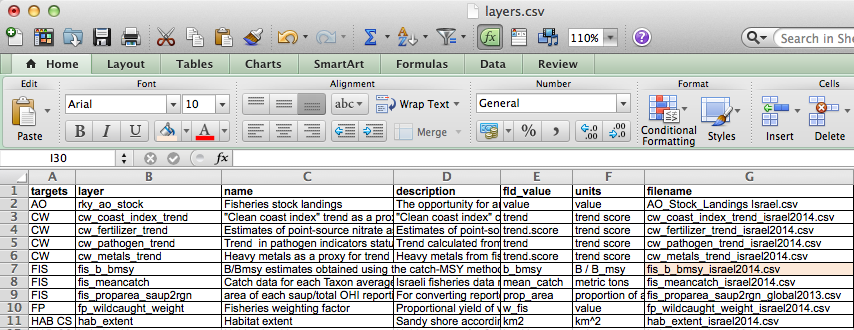 layers.csv
110%
Search in She
Home Layout Tables Charts SmartArt Formulas Data Review
Edit Font Alignment Number Format Cells
Arial 10 abc Wrap Text General
Paste B I U A Merge % , .0 .00 Conditional Formatting Styles Insert Delete
I30 fx
A B C D E F G
1 targets layer name description fld_value units filename
2 AO rky_ao_stock Fisheries stock landings The opportunity for ar value value AO_Stock_Landings Israel.csv
3 CW cw_coast_index_trend "Clean coast index" trend as a prox "Clean coast index" c trend trend score cw_coast_index_trend_israel2014.csv
4 CW cw_fertilizer_trend Estimates of point-source nitrate a Estimates of point-so trend.score trend score cw_fertilizer_trend_israel2014.csv
5 CW cw_pathogen_trend Trend in pathogen indicators statu Trend calculated from trend trend score cw_pathogen_trend_israel2014.csv
6 CW cw_metals_trend Heavy metals as a proxy for trend Heavy metals from fis trend.score trend score cw_metals_trend_israel2014.csv
7 FIS fis_b_bmsy B/Bmsy estimates obtained using the catch-MSY method b_bmsy B / B_msy fis_b_bmsy_israel2014.csv
8 FIS fis_meancatch Catch data for each Taxon average Israeli fisheries data r mean_catch metric tons fis_meancatch_israel2014.csv
9 FIS fis_proparea_saup2rgn area of each saup/total OHI report For converting report prop_area proportion of a fis_proparea_saup2rgn_global2013.csv
10 FP fp_wildcaught_weight Fisheries weighting factor Proportional yield of w w_fis value fp_wildcaught_weight_israel2014.csv
11 HAB CS hab_extent Habitat extent Sandy shore accordin km2 km^2 hab_extent_israel2014.csv